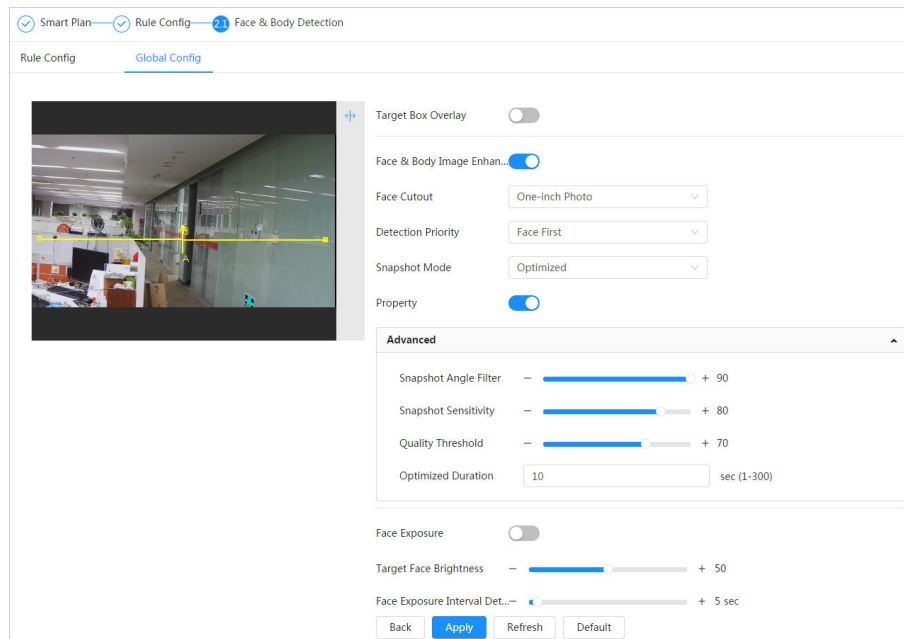 Smart Plan Rule Config 2.1 Face & Body Detection
Rule Config Global Config
Target Box Overlay
Face & Body Image Enhan...
Face Cutout One-inch Photo
Detection Priority Face First
Snapshot Mode Optimized
Property
Advanced
Snapshot Angle Filter − + 90
Snapshot Sensitivity − + 80
Quality Threshold − + 70
Optimized Duration 10 sec (1-300)
Face Exposure
Target Face Brightness − + 50
Face Exposure Interval Det... − + 5 sec
Back Apply Refresh Default
B
A